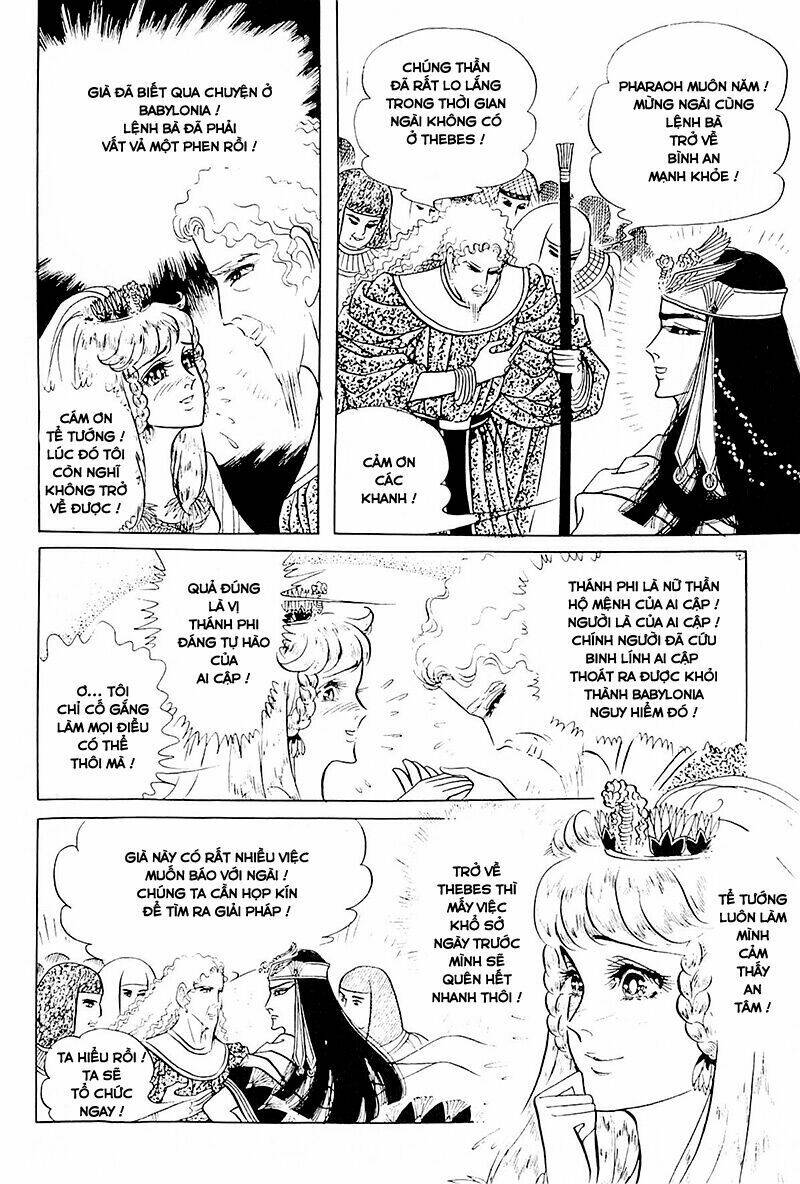 PHARAOH MUÔN NĂM !
MỪNG NGÀI CÙNG
LỆNH BÀ
TRỞ VỀ
BÌNH AN
MẠNH KHỎE !
CHÚNG THẦN
ĐÃ RẤT LO LẮNG
TRONG THỜI GIAN
NGÀI KHÔNG CÓ
Ở THEBES !
CẢM ƠN
CÁC
KHANH !
GIÀ ĐÃ BIẾT QUA CHUYỆN Ở
BABYLONIA !
LỆNH BÀ ĐÃ PHẢI
VẤT VẢ MỘT PHEN RỒI !
CÁM ƠN
TỂ TƯỚNG !
LÚC ĐÓ TÔI
CÒN NGHĨ
KHÔNG TRỞ
VỀ ĐƯỢC !
THÁNH PHI LÀ NỮ THẦN
HỘ MỆNH CỦA AI CẬP !
NGƯỜI LÀ CỦA AI CẬP !
CHÍNH NGƯỜI ĐÃ CỨU
BINH LÍNH AI CẬP
THOÁT RA ĐƯỢC KHỎI
THÀNH BABYLONIA
NGUY HIỂM ĐÓ !
QUẢ ĐÚNG
LÀ VỊ
THÁNH PHI
ĐÁNG TỰ HÀO
CỦA
AI CẬP !
Ơ... TÔI
CHỈ CỐ GẮNG
LÀM MỌI ĐIỀU
CÓ THỂ
THÔI MÀ !
TỂ TƯỚNG
LUÔN LÀM
MÌNH
CẢM
THẤY
AN
TÂM !
TRỞ VỀ
THEBES THÌ
MẤY VIỆC
KHỔ SỞ
NGÀY TRƯỚC
MÌNH SẼ
QUÊN HẾT
NHANH THÔI !
GIÀ NÀY CÓ RẤT NHIỀU VIỆC
MUỐN BÁO VỚI NGÀI !
CHÚNG TA CẦN HỌP KÍN
ĐỂ TÌM RA GIẢI PHÁP !
TA HIỂU RỒI !
TA SẼ
TỔ CHỨC
NGAY !